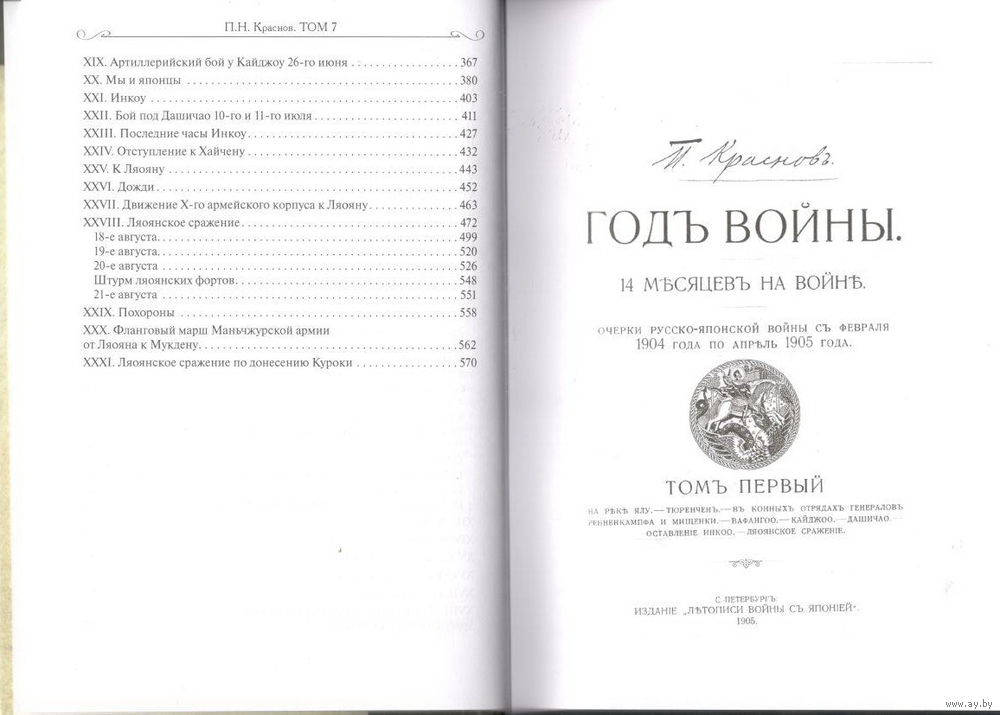 П.Н. Краснов. ТОМ 7
XIX. Артиллерийский бой у Кайджоу 26-го июня . . . . . . . . . . . . . . . . . 367
XX. Мы и японцы . . . . . . . . . . . . . . . . . . . . . . . . . . . . . . . . . . . . . . . . . . . 380
XXI. Инкоу . . . . . . . . . . . . . . . . . . . . . . . . . . . . . . . . . . . . . . . . . . . . . . . . 403
XXII. Бой под Дашичао 10-го и 11-го июля . . . . . . . . . . . . . . . . . . . . . . 411
XXIII. Последние часы Инкоу. . . . . . . . . . . . . . . . . . . . . . . . . . . . . . . . . 427
XXIV. Отступление к Хайчену . . . . . . . . . . . . . . . . . . . . . . . . . . . . . . . . 432
XXV. К Ляояну . . . . . . . . . . . . . . . . . . . . . . . . . . . . . . . . . . . . . . . . . . . . . 443
XXVI. Дожди . . . . . . . . . . . . . . . . . . . . . . . . . . . . . . . . . . . . . . . . . . . . . . 452
XXVII. Движение X-го армейского корпуса к Ляояну. . . . . . . . . . . . . . 463
XXVIII. Ляоянское сражение . . . . . . . . . . . . . . . . . . . . . . . . . . . . . . . . . . 472
18-е августа. . . . . . . . . . . . . . . . . . . . . . . . . . . . . . . . . . . . . . . . . . . . . . 499
19-е августа. . . . . . . . . . . . . . . . . . . . . . . . . . . . . . . . . . . . . . . . . . . . . . 520
20-е августа . . . . . . . . . . . . . . . . . . . . . . . . . . . . . . . . . . . . . . . . . . . . . 526
Штурм ляоянских фортов. . . . . . . . . . . . . . . . . . . . . . . . . . . . . . . . . . 548
21-е августа . . . . . . . . . . . . . . . . . . . . . . . . . . . . . . . . . . . . . . . . . . . . . 551
XXIX. Похороны . . . . . . . . . . . . . . . . . . . . . . . . . . . . . . . . . . . . . . . . . . . 558
XXX. Фланговый марш Маньчжурской армии
от Ляояна к Мукдену. . . . . . . . . . . . . . . . . . . . . . . . . . . . . . . . . . . . . . . . 562
XXXI. Ляоянское сражение по донесению Куроки . . . . . . . . . . . . . . . . 570
П. Красновъ.
ГОДЪ ВОЙНЫ.
14 МѢСЯЦЕВЪ НА ВОЙНѢ.
ОЧЕРКИ РУССКО-ЯПОНСКОЙ ВОЙНЫ СЪ ФЕВРАЛЯ
1904 ГОДА ПО АПРѢЛЬ 1905 ГОДА.
ТОМЪ ПЕРВЫЙ
НА РѢКѢ ЯЛУ.—ТЮРЕНЧЕН.—ВЪ КОННЫХЪ ОТРЯДАХЪ ГЕНЕРАЛОВЪ
РЕННЕНКАМПФА И МИЩЕНКИ.—ВАФАНГОО.—КАЙДЖОО.—ДАШИЧАО.—
ОСТАВЛЕНІЕ ИНКОО.—ЛЯОЯНСКОЕ СРАЖЕНІЕ.
С.-ПЕТЕРБУРГЪ
ИЗДАНІЕ „ЛѢТОПИСИ ВОЙНЫ СЪ ЯПОНІЕЙ".
1905.
www.ay.by